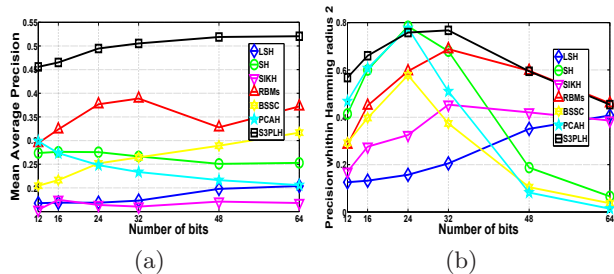 0.55
0.5
0.45
0.4
0.35
0.3
0.25
0.2
12 16 24 32 48 64
Number of bits
Mean Average Precision
LSH
SH
SIKH
RBMs
BSSC
PCAH
S3PLH
(a)
0.8
0.6
0.4
0.2
0
12 16 24 32 48 64
Number of bits
Precision whithin Hamming radius 2
LSH
SH
SIKH
RBMs
BSSC
PCAH
S3PLH
(b)